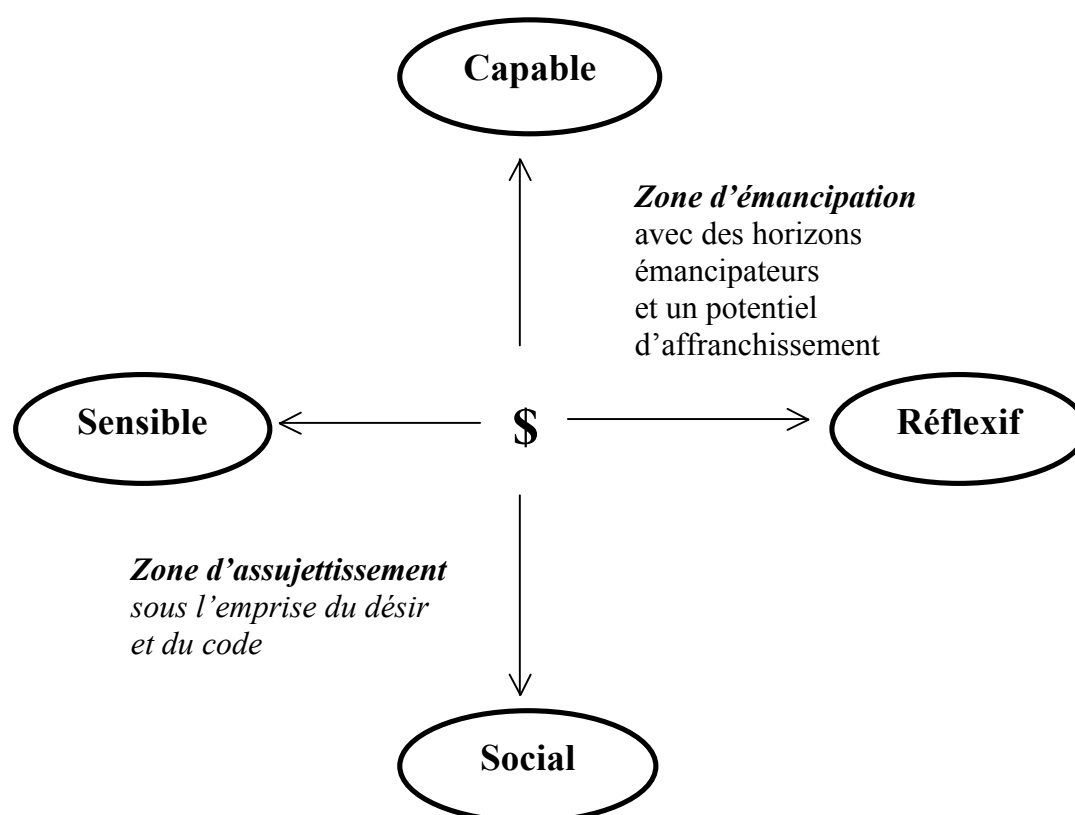 Capable
Zone d’émancipation
avec des horizons
émancipateurs
et un potentiel
d’affranchissement
Sensible
$
Réflexif
Zone d’assujettissement
sous l’emprise du désir
et du code
Social